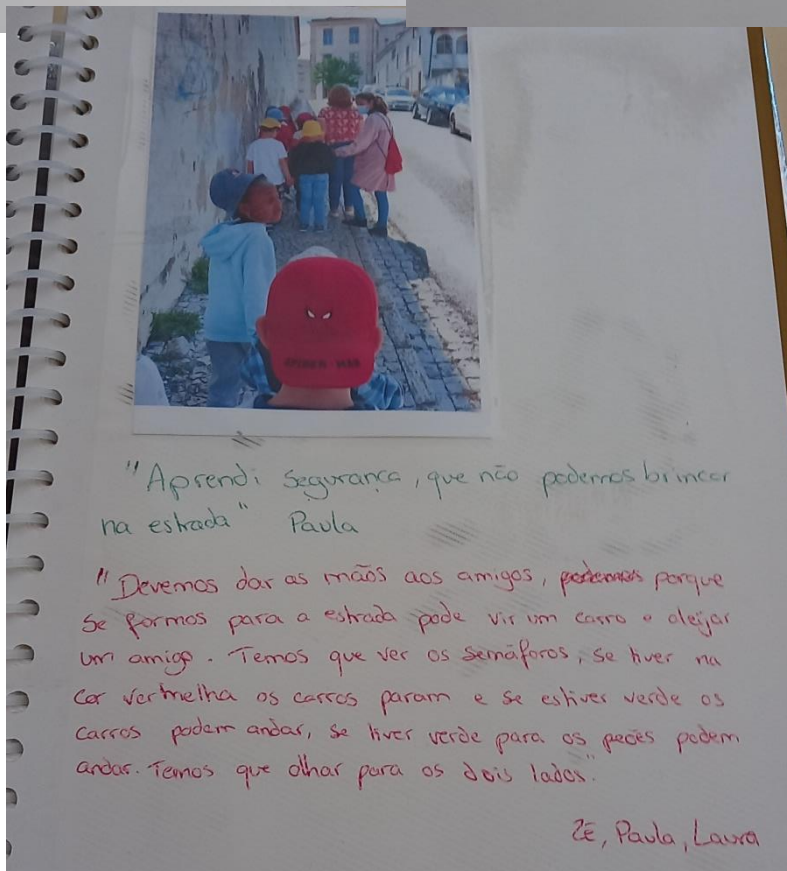 SPIDER-MAN
"Aprendi segurança, que não podemos brincar
na estrada" Paula
"Devemos dar as mãos aos amigos, podemos porque
se formos para a estrada pode vir um carro e aleijar
um amigo. Temos que ver os semáforos, se tiver na
cor vermelha os carros param e se estiver verde os
carros podem andar, se tiver verde para os peões podem
andar. Temos que olhar para os dois lados."
Zé, Paula, Laura